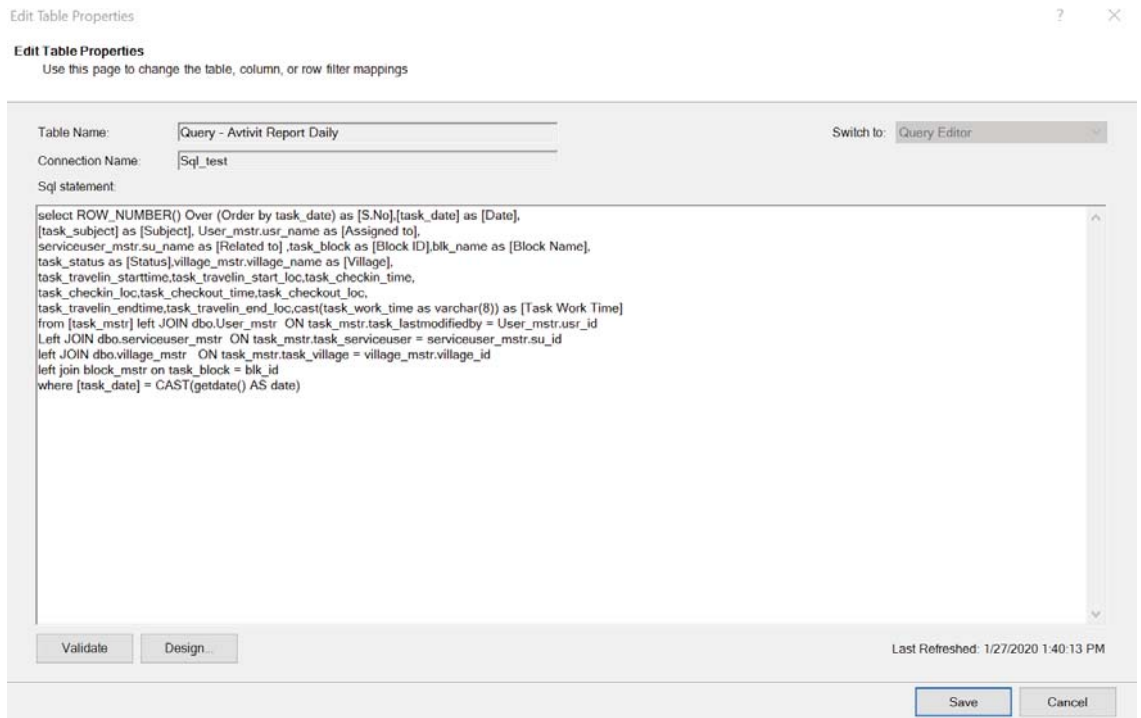 Edit Table Properties
Edit Table Properties
Use this page to change the table, column, or row filter mappings
Table Name: Query - Avtivit Report Daily Switch to: Query Editor
Connection Name: Sql_test
Sql statement:
select ROW_NUMBER() Over (Order by task_date) as [S.No],[task_date] as [Date],
[task_subject] as [Subject], User_mstr.usr_name as [Assigned to],
serviceuser_mstr.su_name as [Related to] ,task_block as [Block ID],blk_name as [Block Name],
task_status as [Status],village_mstr.village_name as [Village],
task_travelin_starttime,task_travelin_start_loc,task_checkin_time,
task_checkin_loc,task_checkout_time,task_checkout_loc,
task_travelin_endtime,task_travelin_end_loc,cast(task_work_time as varchar(8)) as [Task Work Time]
from [task_mstr] left JOIN dbo.User_mstr ON task_mstr.task_lastmodifiedby = User_mstr.usr_id
Left JOIN dbo.serviceuser_mstr ON task_mstr.task_serviceuser = serviceuser_mstr.su_id
left JOIN dbo.village_mstr ON task_mstr.task_village = village_mstr.village_id
left join block_mstr on task_block = blk_id
where [task_date] = CAST(getdate() AS date)
Validate Design... Last Refreshed: 1/27/2020 1:40:13 PM
Save Cancel